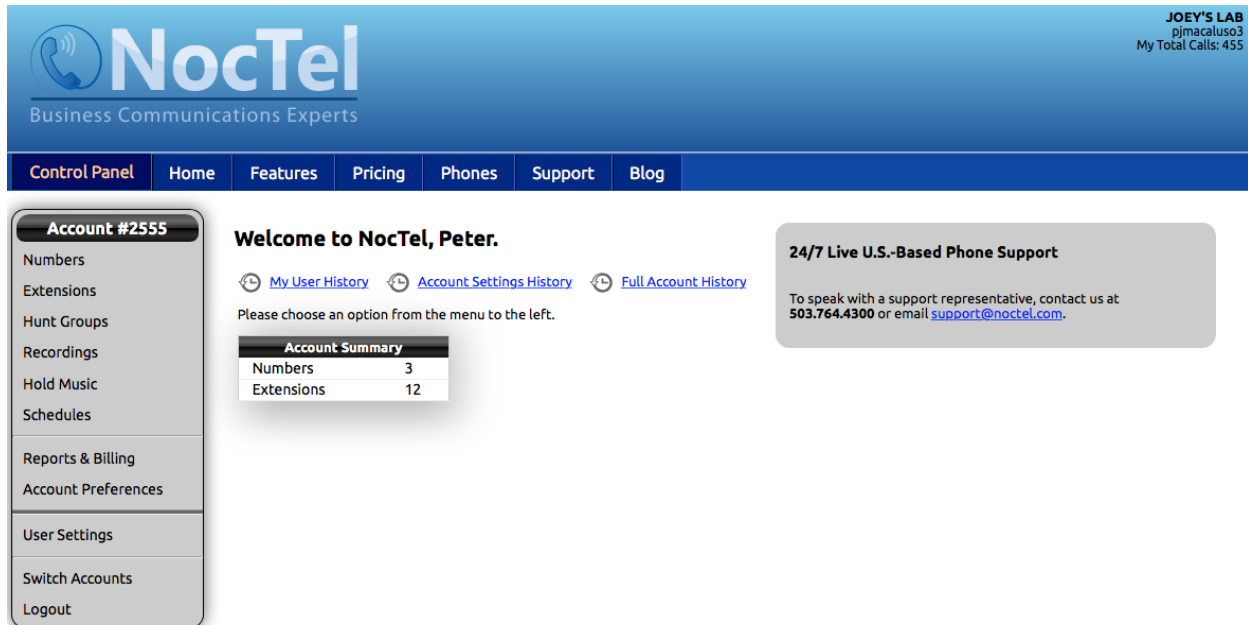 JOEY'S LAB
pjmacaluso3
My Total Calls: 455
NocTel
Business Communications Experts
Control Panel Home Features Pricing Phones Support Blog
Account #2555
Numbers
Extensions
Hunt Groups
Recordings
Hold Music
Schedules
Reports & Billing
Account Preferences
User Settings
Switch Accounts
Logout
Welcome to NocTel, Peter.
My User History Account Settings History Full Account History
Please choose an option from the menu to the left.
Account Summary
Numbers 3
Extensions 12
24/7 Live U.S.-Based Phone Support
To speak with a support representative, contact us at
503.764.4300 or email support@noctel.com.